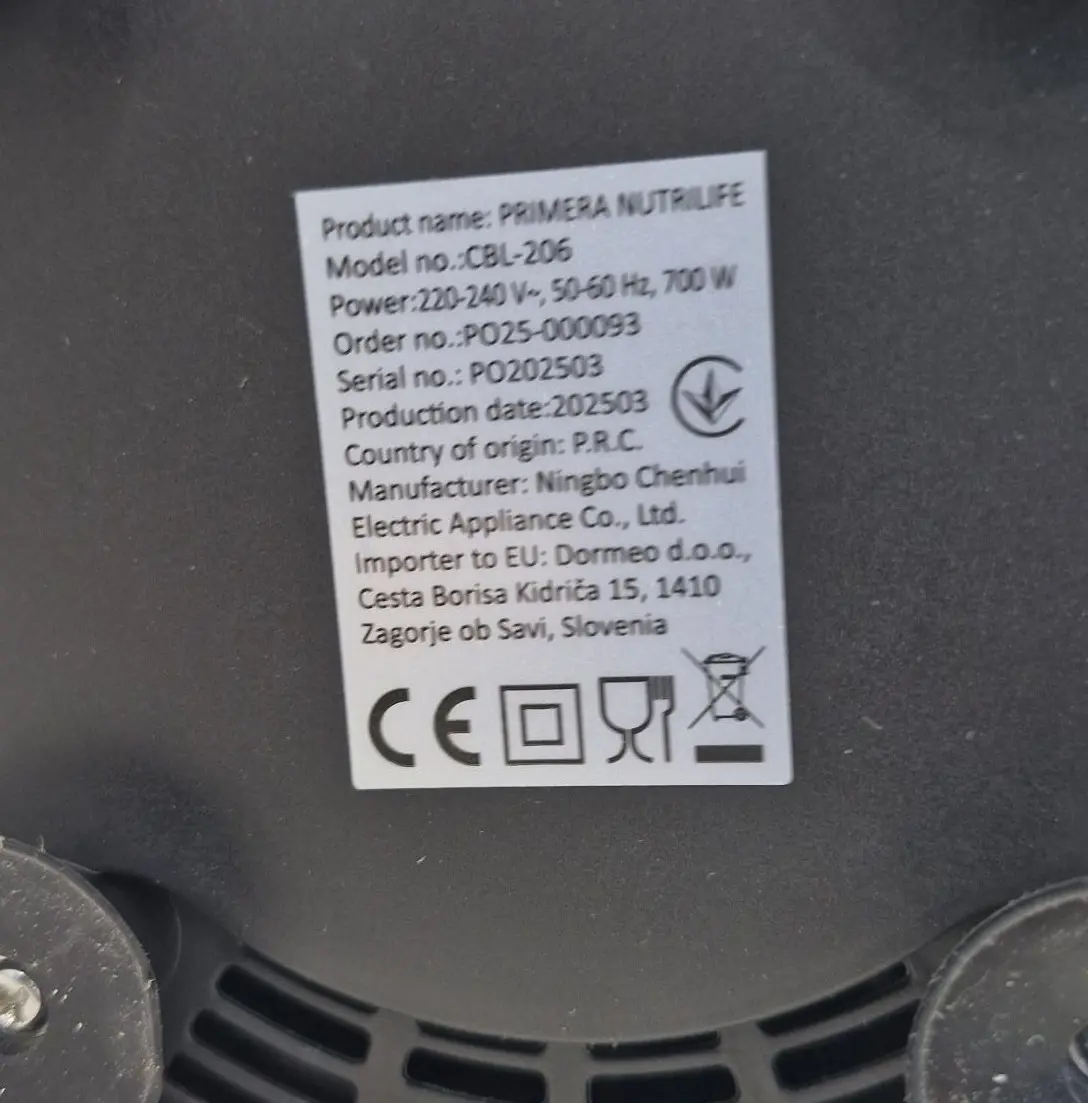 Product name: PRIMERA NUTRILIFE
Model no.:CBL-206
Power:220-240 V~, 50-60 Hz, 700 W
Order no.:PO25-000093
Serial no.: PO202503
Production date:202503
Country of origin: P.R.C.
Manufacturer: Ningbo Chenhui
Electric Appliance Co., Ltd.
Importer to EU: Dormeo d.o.o.,
Cesta Borisa Kidriča 15, 1410
Zagorje ob Savi, Slovenia
CE